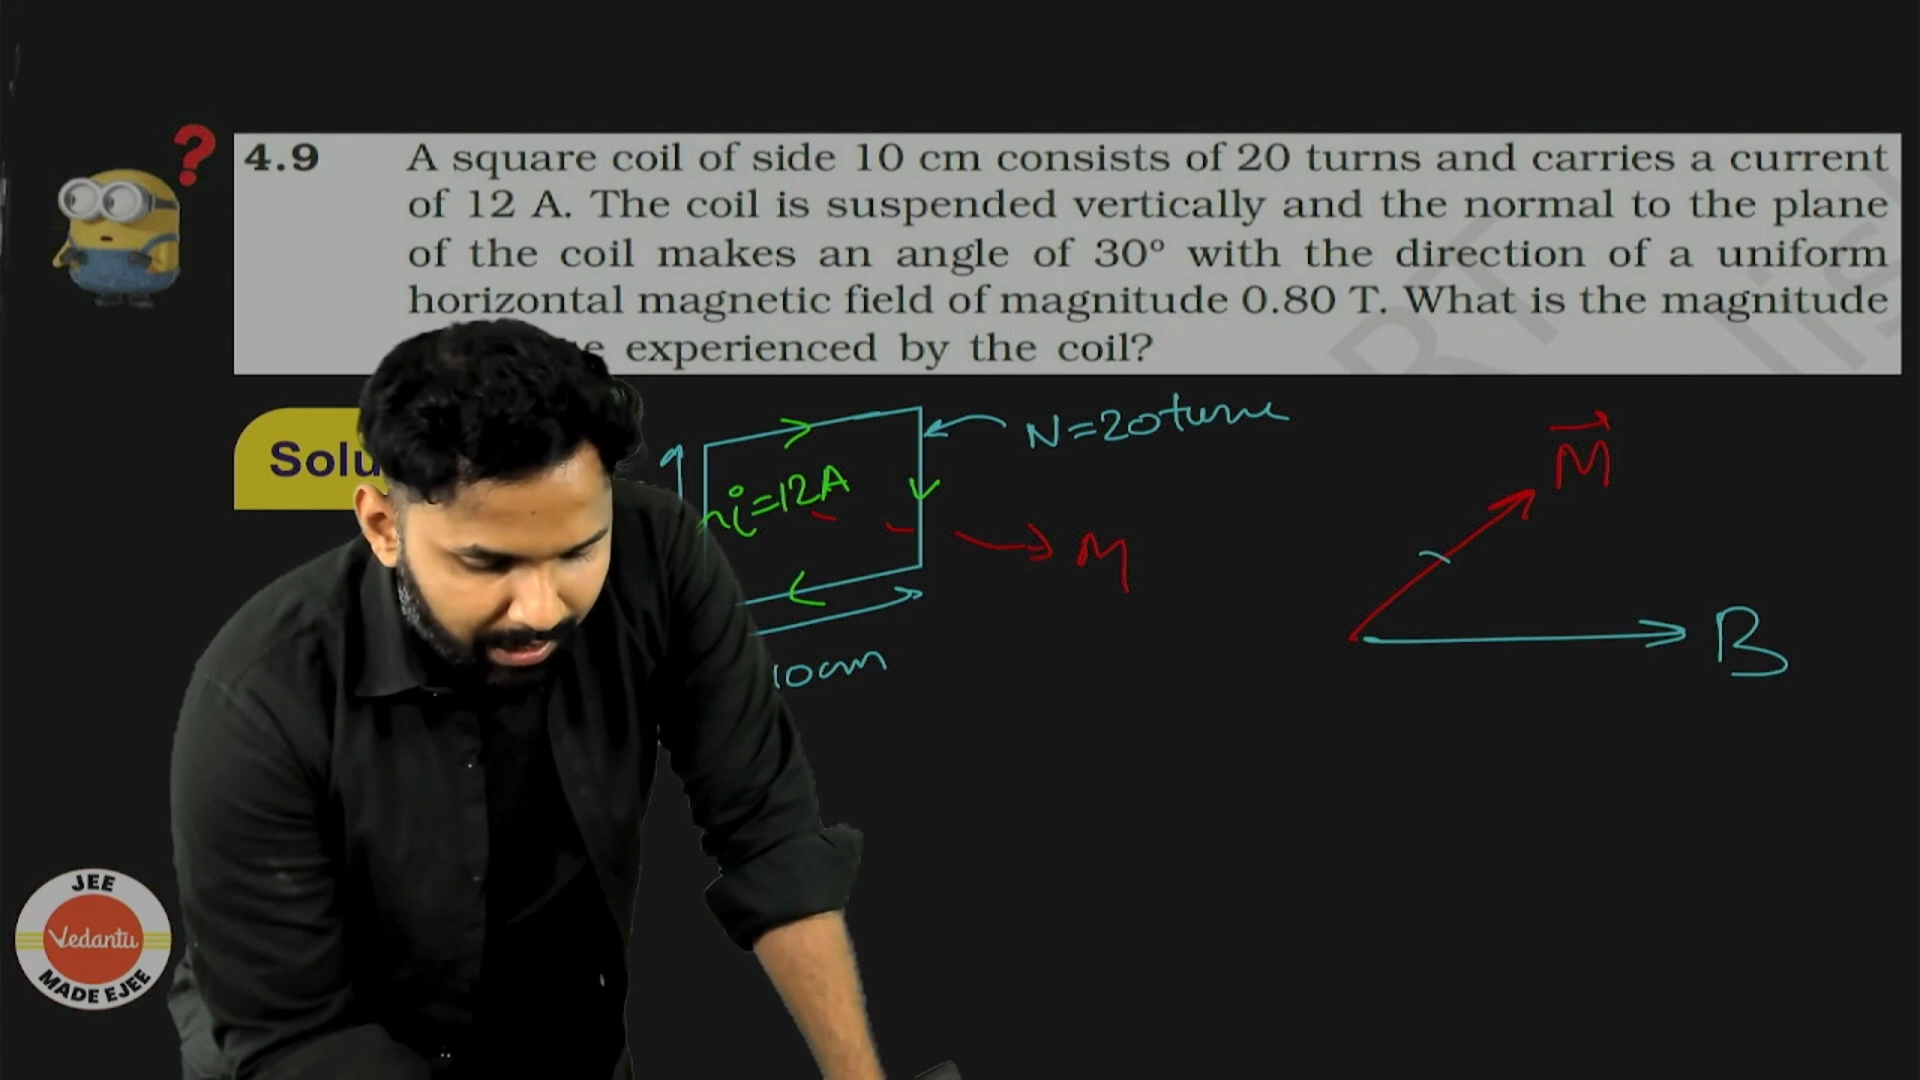 ?
4.9 A square coil of side 10 cm consists of 20 turns and carries a current
of 12 A. The coil is suspended vertically and the normal to the plane
of the coil makes an angle of 30º with the direction of a uniform
horizontal magnetic field of magnitude 0.80 T. What is the magnitude
experienced by the coil?
N=20turns
M
i=12A
M
B
10cm
JEE
Vedantu
MADE EJEE